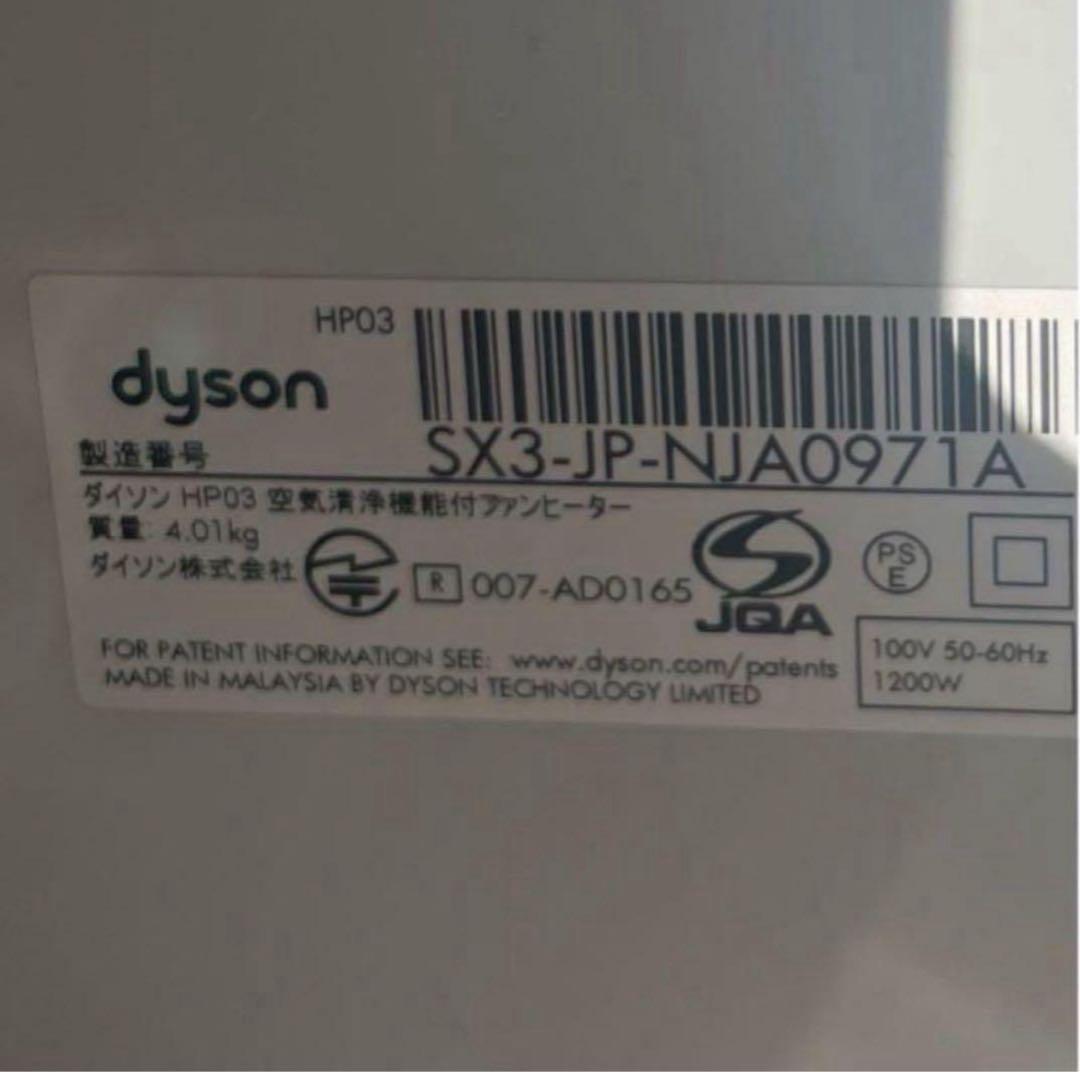 HP03
dyson
製造番号 SX3-JP-NJA0971A
ダイソン HP03 空気清浄機能付ファンヒーター
質量: 4.01kg
ダイソン株式会社
R 007-AD0165
JQA
PS
E
FOR PATENT INFORMATION SEE: www.dyson.com/patents
MADE IN MALAYSIA BY DYSON TECHNOLOGY LIMITED
100V 50-60Hz
1200W